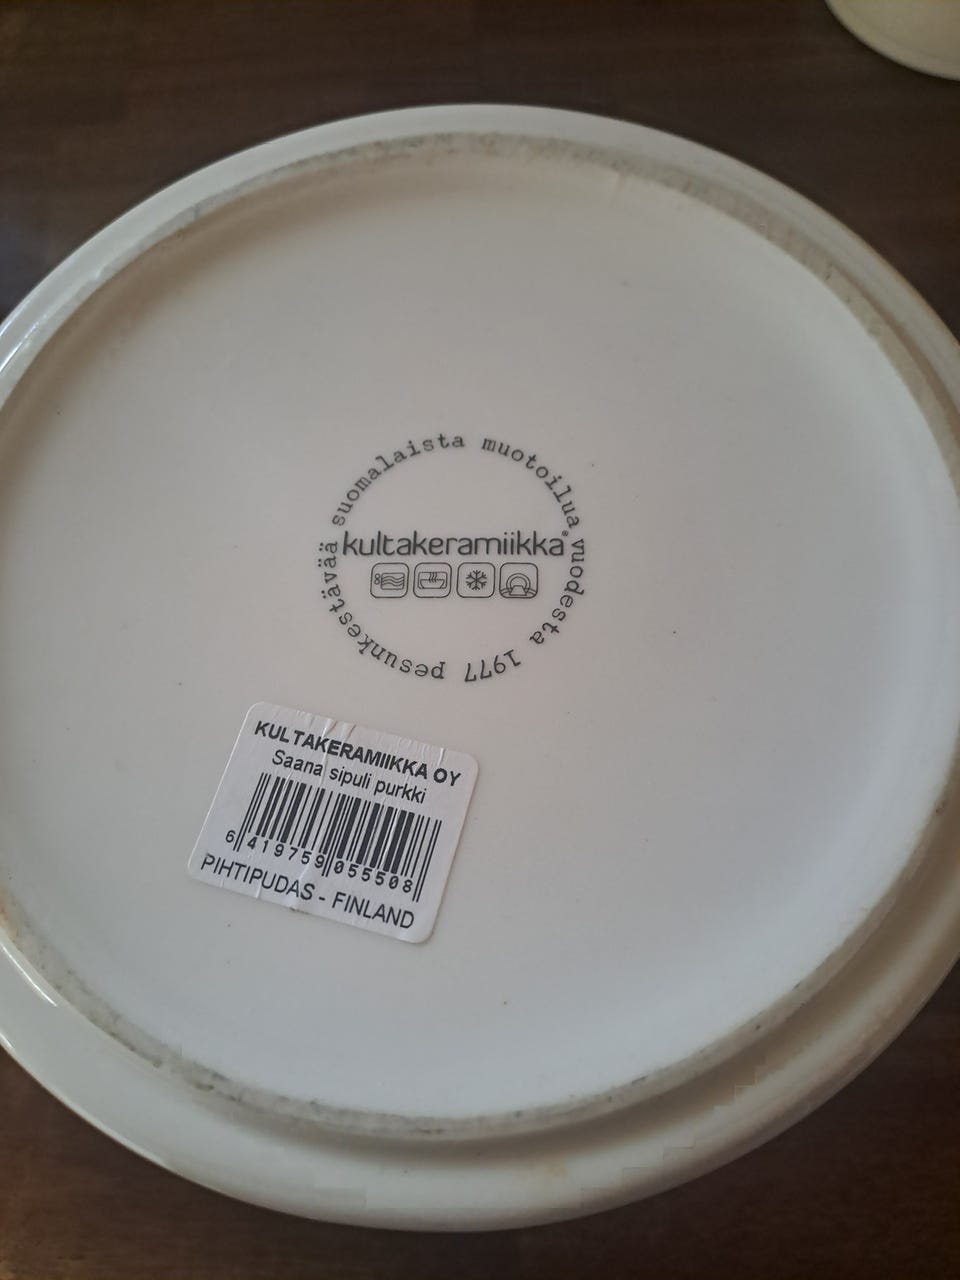 pesunkestävää suomalaista muotoilua vuodesta 1977
kultakeramiikka®
KULTAKERAMIIKKA OY
Saana sipuli purkki
6 419759 055508
PIHTIPUDAS - FINLAND